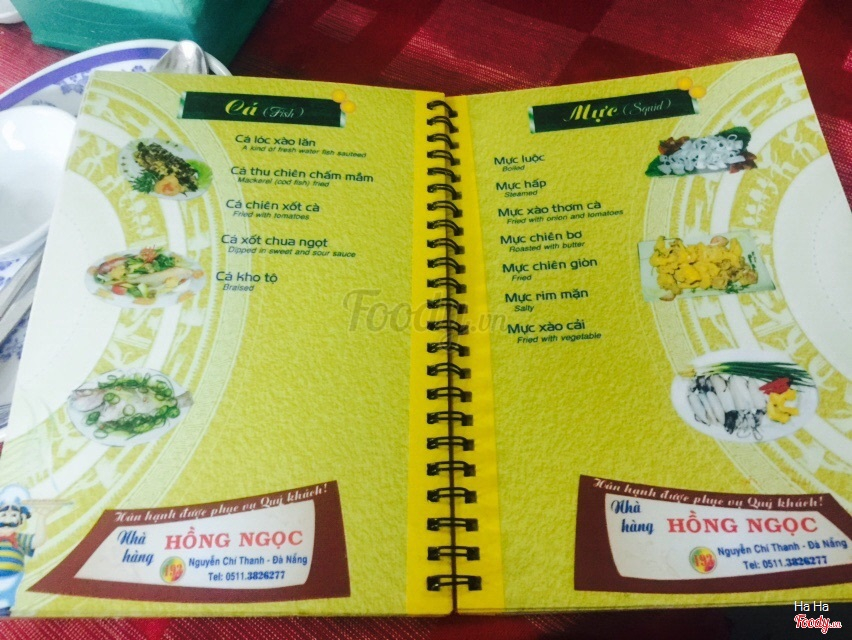 Cá (Fish)
Cá lóc xào lăn
A kind of fresh water fish sauteed
Cá thu chiên chấm mắm
Mackerel (cod fish) fried
Cá chiên xốt cà
Fried with tomatoes
Cá xốt chua ngọt
Dipped in sweet and sour sauce
Cá kho tộ
Braised
Hân hạnh được phục vụ Quý khách!
Nhà hàng HỒNG NGỌC
193 Nguyễn Chí Thanh - Đà Nẵng
Tel: 0511.3826277
Mực (Squid)
Mực luộc
Boiled
Mực hấp
Steamed
Mực xào thơm cà
Fried with onion and tomatoes
Mực chiên bơ
Roasted with butter
Mực chiên giòn
Fried
Mực rim mặn
Salty
Mực xào cải
Fried with vegetable
Hân hạnh được phục vụ Quý khách!
Nhà hàng HỒNG NGỌC
193 Nguyễn Chí Thanh - Đà Nẵng
Tel: 0511.3826277
Foody.vn
Ha Ha
Foody.vn